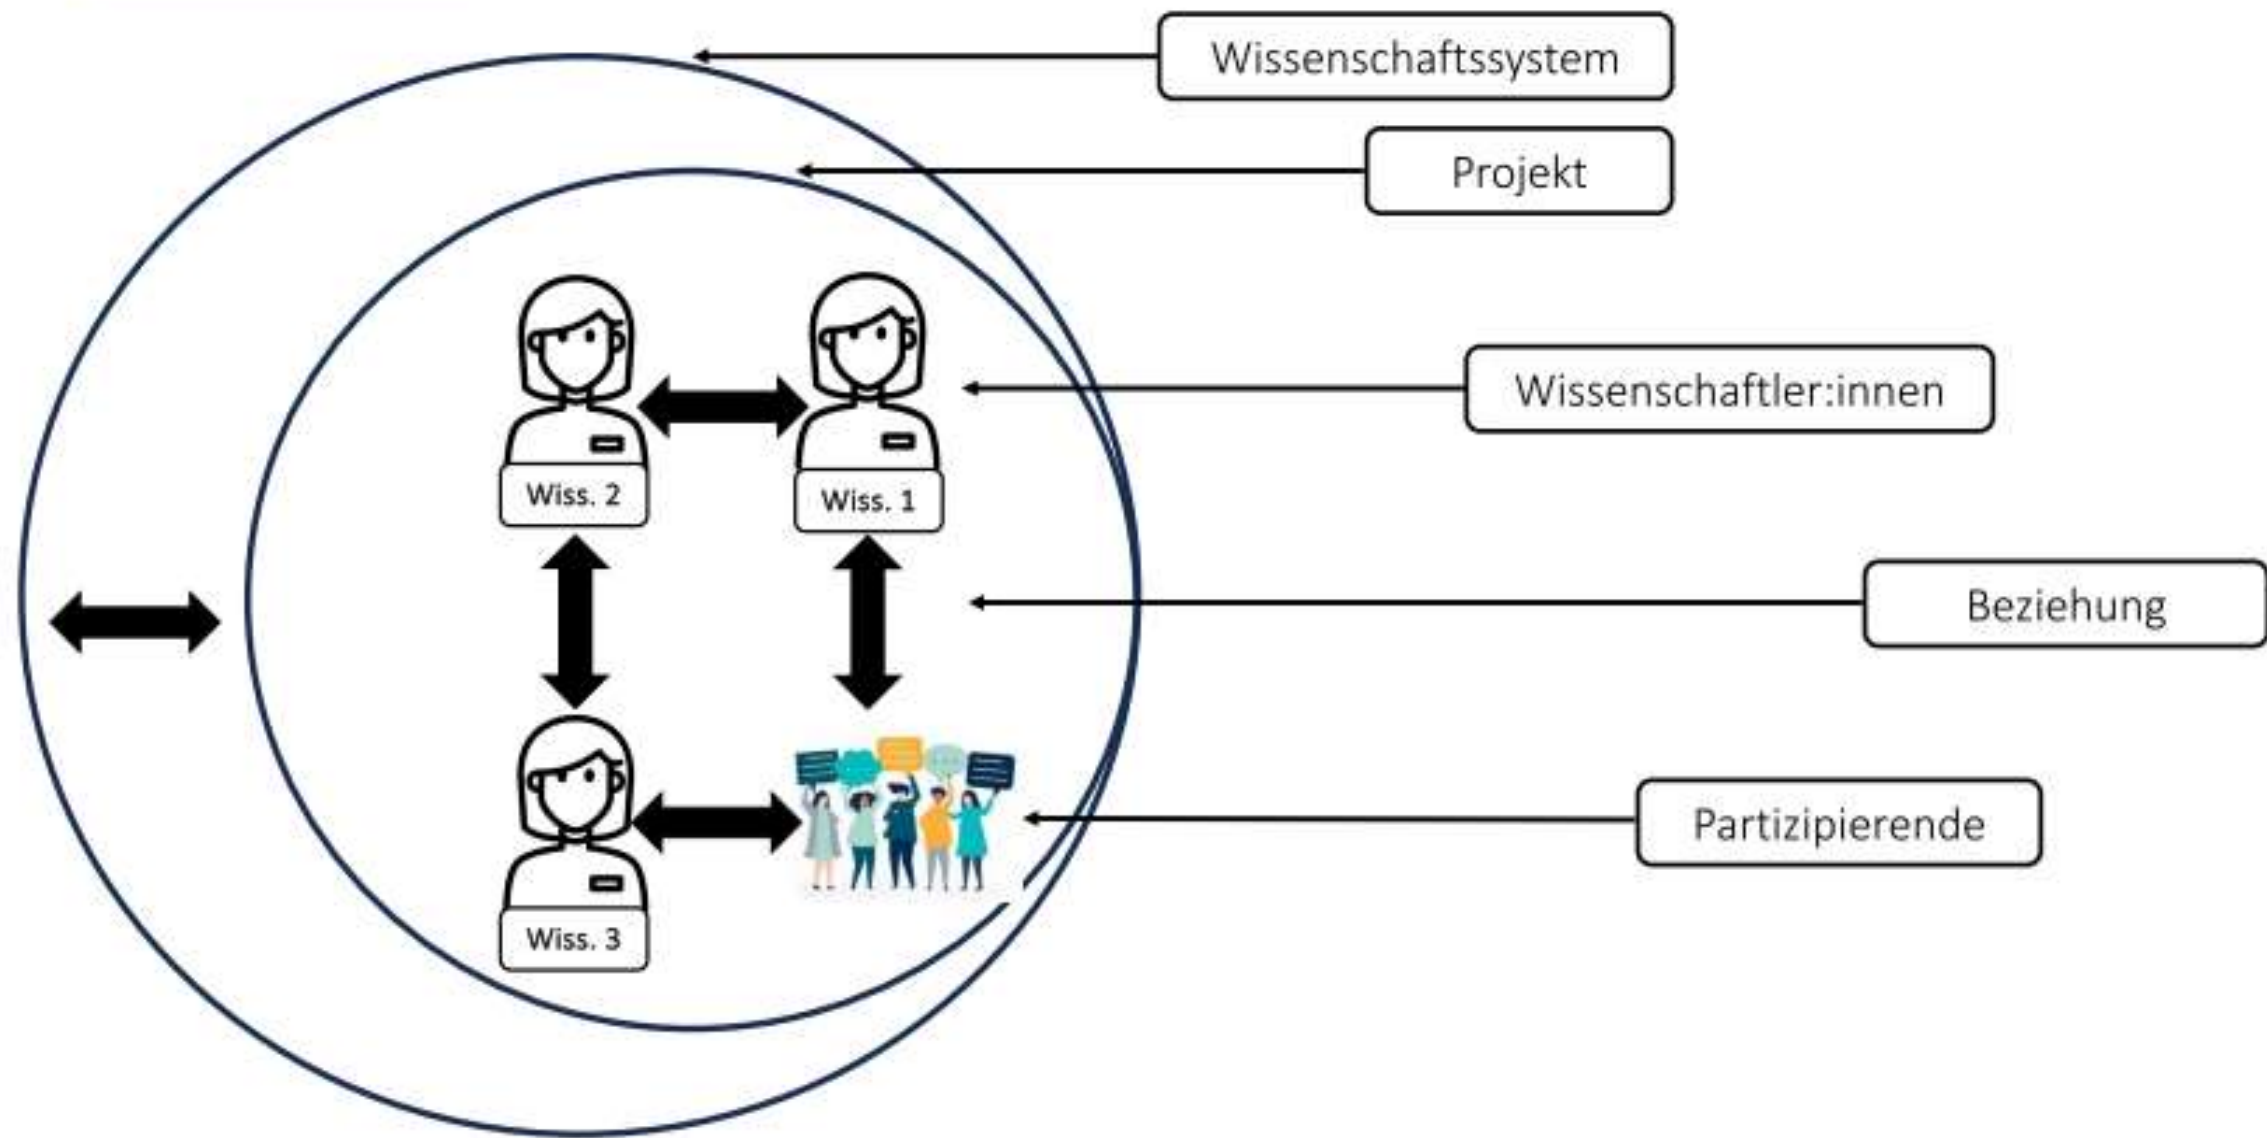 Wissenschaftssystem
Projekt
Wissenschaftler:innen
Wiss. 2
Wiss. 1
Beziehung
Partizipierende
Wiss. 3